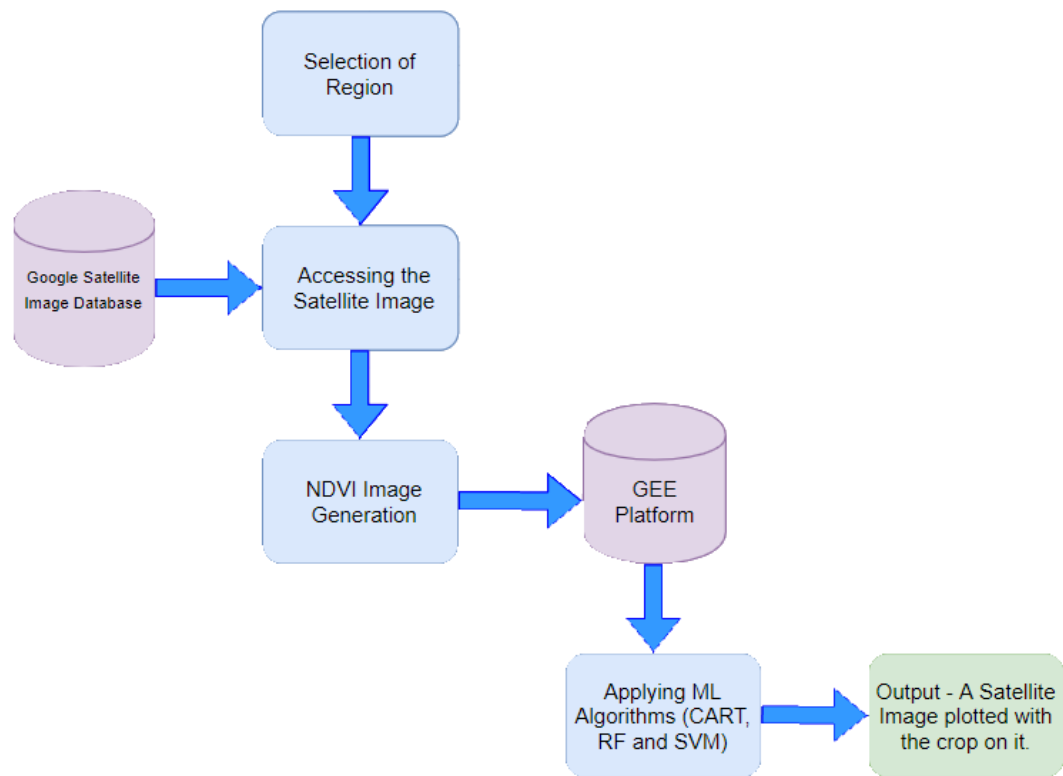 Selection of
Region
Google Satellite
Image Database
Accessing the
Satellite Image
NDVI Image
Generation
GEE
Platform
Applying ML
Algorithms (CART,
RF and SVM)
Output - A Satellite
Image plotted with
the crop on it.